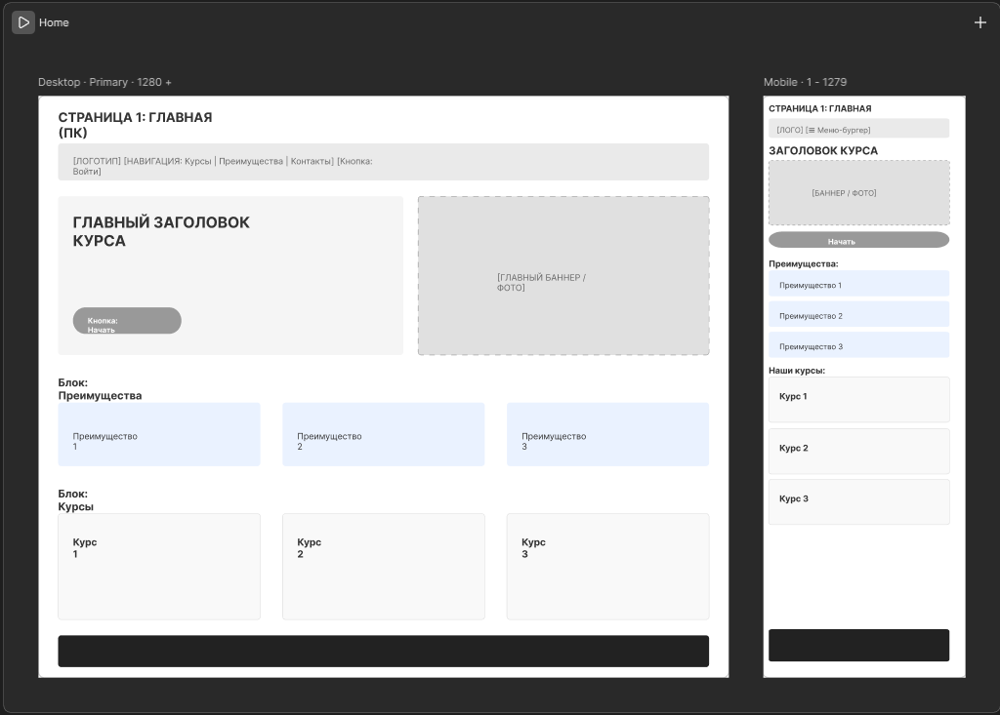 Home
Desktop · Primary · 1280 +
СТРАНИЦА 1: ГЛАВНАЯ
(ПК)
[ЛОГОТИП] [НАВИГАЦИЯ: Курсы | Преимущества | Контакты] [Кнопка:
Войти]
ГЛАВНЫЙ ЗАГОЛОВОК
КУРСА
Кнопка:
Начать
[ГЛАВНЫЙ БАННЕР /
ФОТО]
Блок:
Преимущества
Преимущество
1
Преимущество
2
Преимущество
3
Блок:
Курсы
Курс
1
Курс
2
Курс
3
Mobile · 1 - 1279
СТРАНИЦА 1: ГЛАВНАЯ
[ЛОГО] [≡ Меню-бургер]
ЗАГОЛОВОК КУРСА
[БАННЕР / ФОТО]
Начать
Преимущества:
Преимущество 1
Преимущество 2
Преимущество 3
Наши курсы:
Курс 1
Курс 2
Курс 3